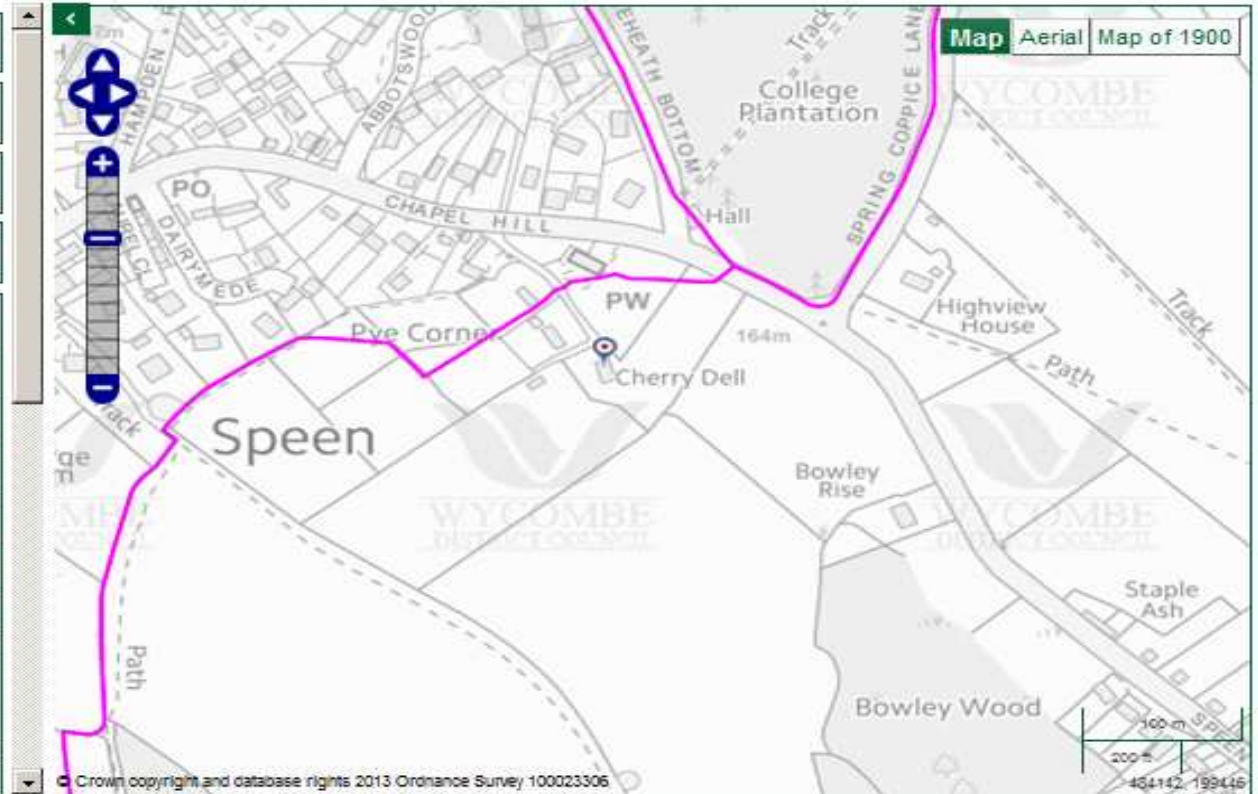 Map
Aerial
Map of 1900
HAMPDEN
ABBOTSWOOD
Track
College
Plantation
SPRING COPPICE LANE
PO
CHAPEL HILL
Hall
DAIRYMEDE
PW
Pye Corner
Highview
House
Track
164m
Path
Cherry Dell
Track
Speen
Bowley
Rise
WYCOMBE
DISTRICT COUNCIL
Staple
Ash
Path
Bowley Wood
100 m
SPEEN
200 ft
© Crown copyright and database rights 2013 Ordnance Survey 100023306
484142, 199446